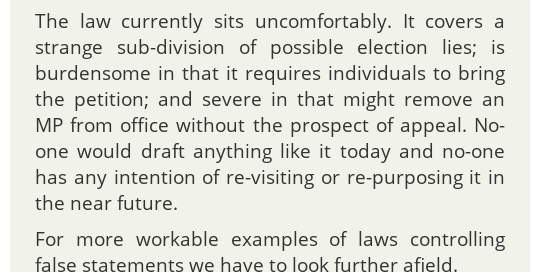 The law currently sits uncomfortably. It covers a
strange sub-division of possible election lies; is
burdensome in that it requires individuals to bring
the petition; and severe in that might remove an
MP from office without the prospect of appeal. No-
one would draft anything like it today and no-one
has any intention of re-visiting or re-purposing it in
the near future.
For more workable examples of laws controlling
false statements we have to look further afield.